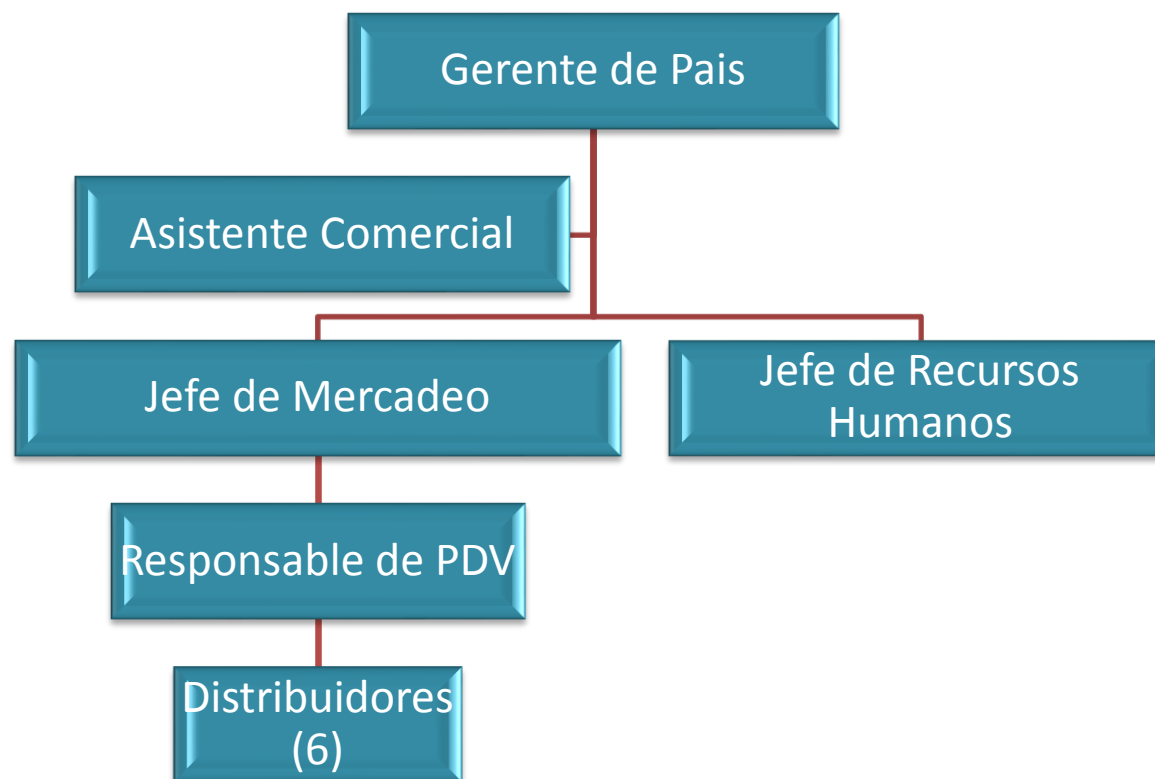 Gerente de Pais
Asistente Comercial
Jefe de Mercadeo
Jefe de Recursos
Humanos
Responsable de PDV
Distribuidores
(6)